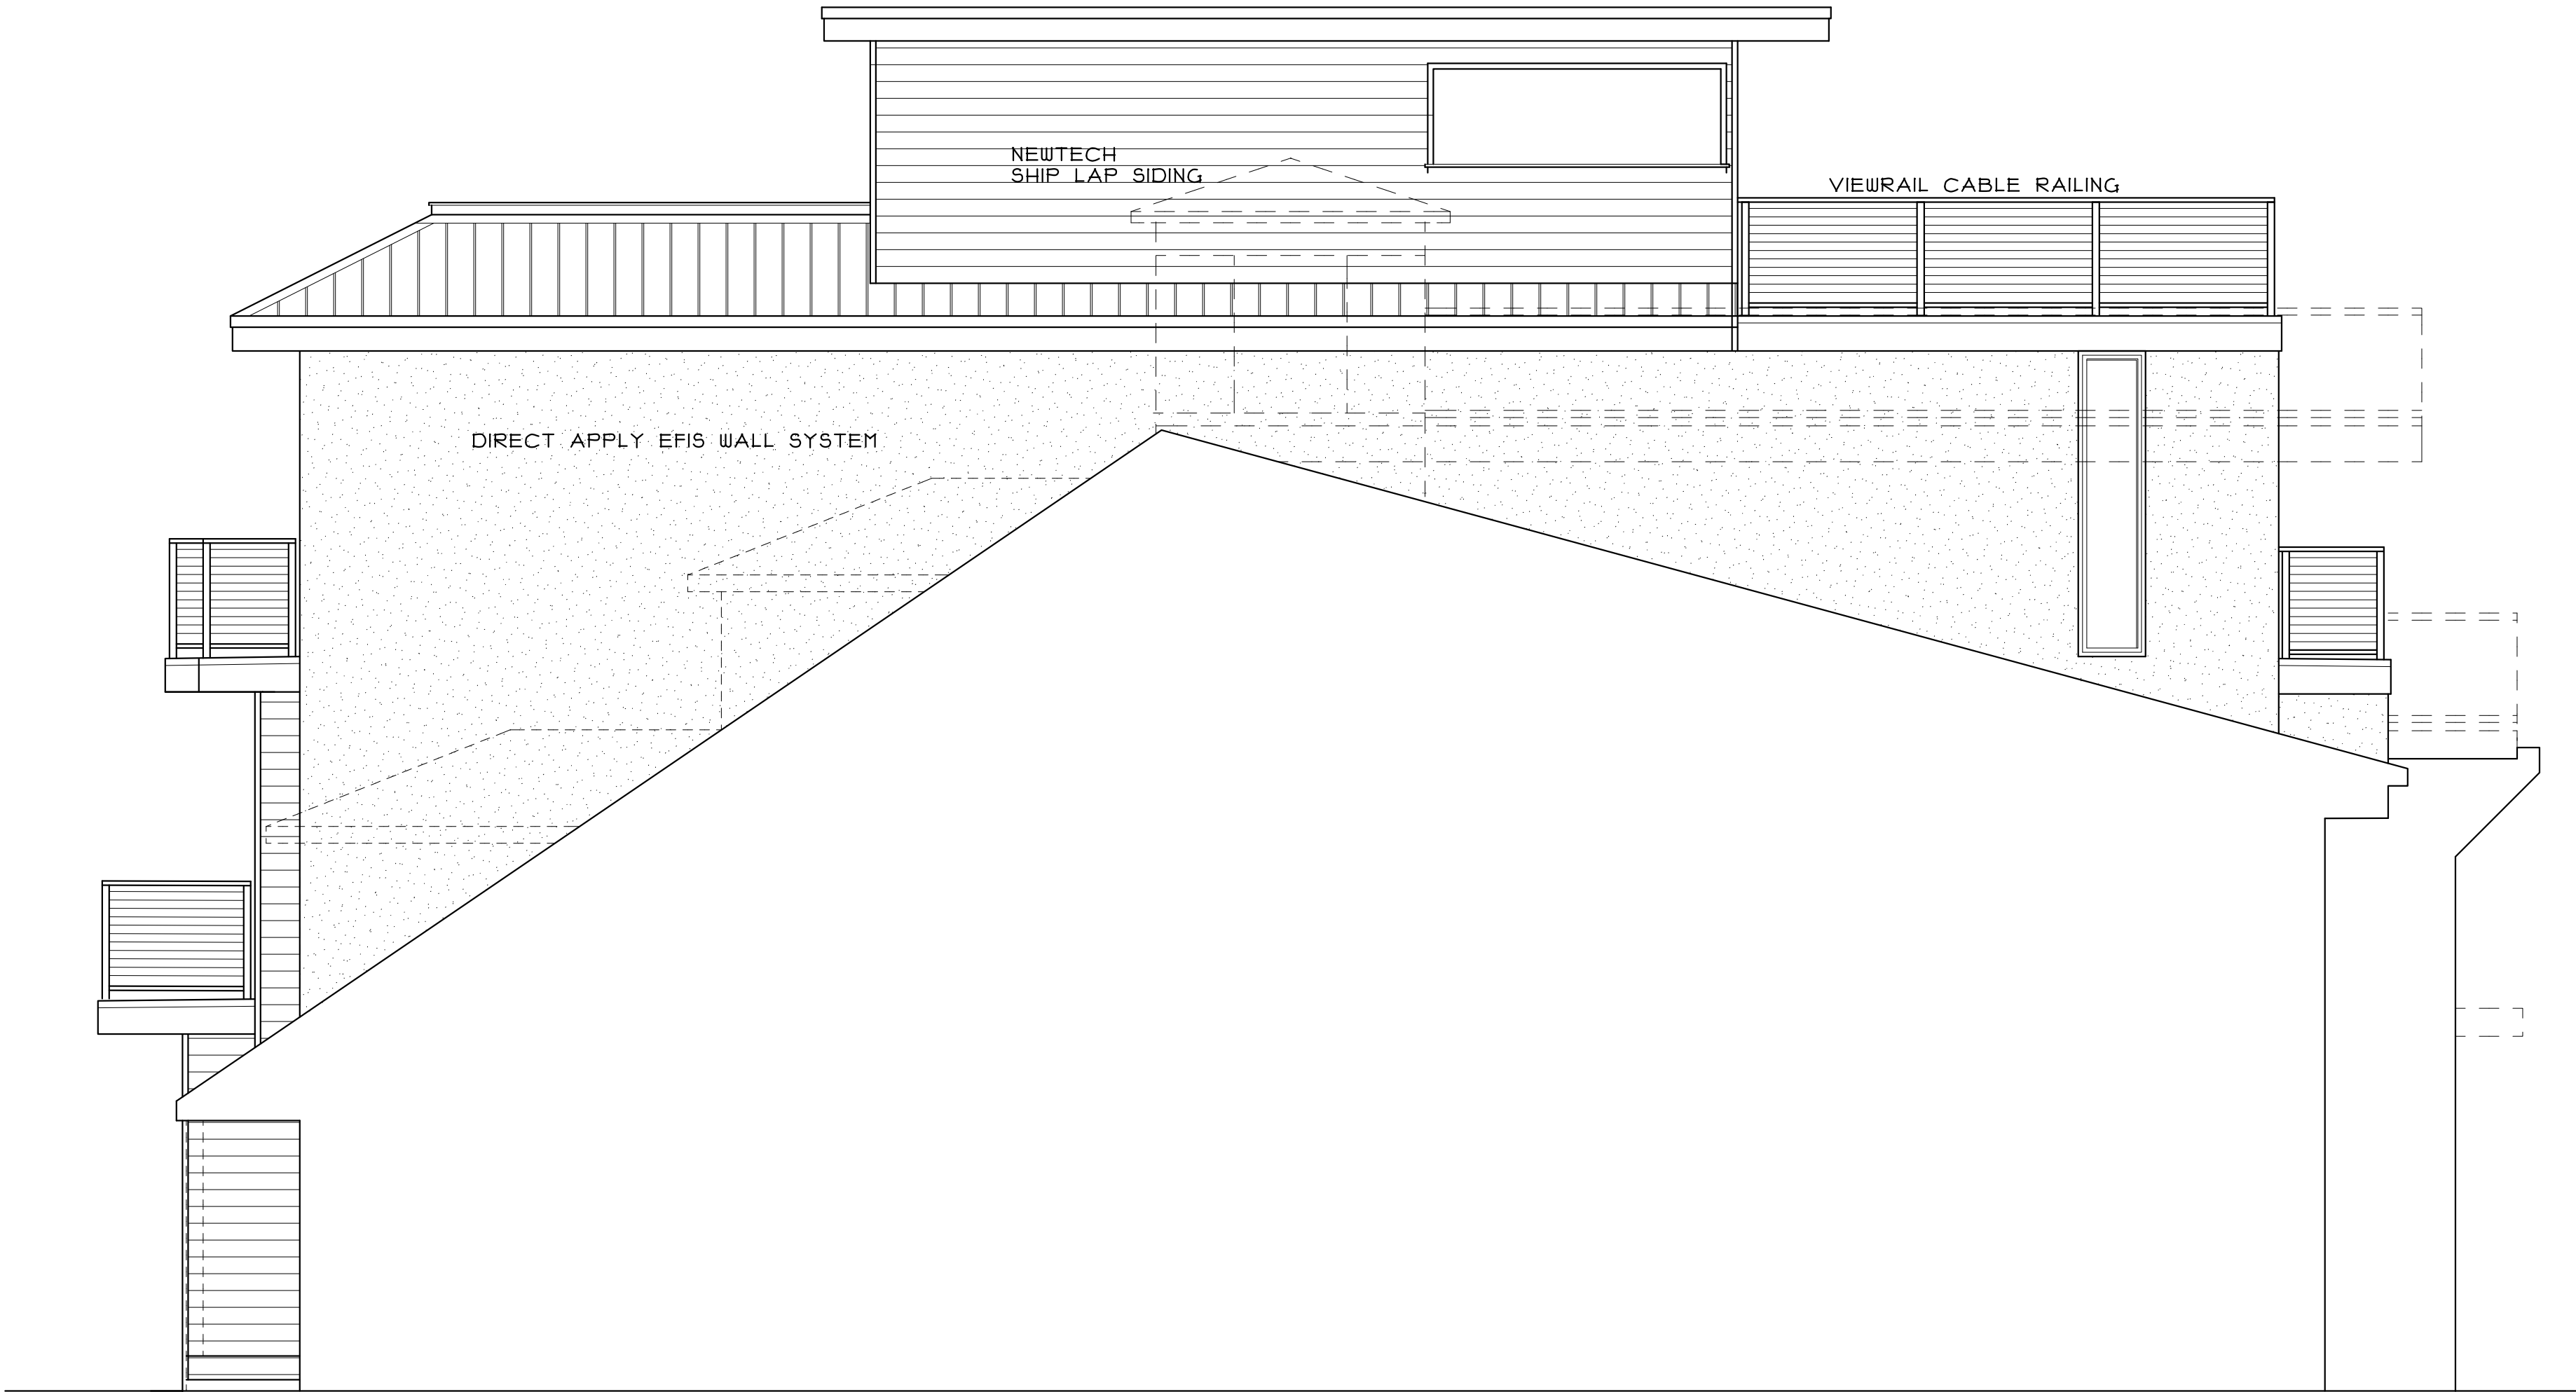 NEWTECH
SHIP LAP SIDING
VIEWRAIL CABLE RAILING
DIRECT APPLY EFIS WALL SYSTEM